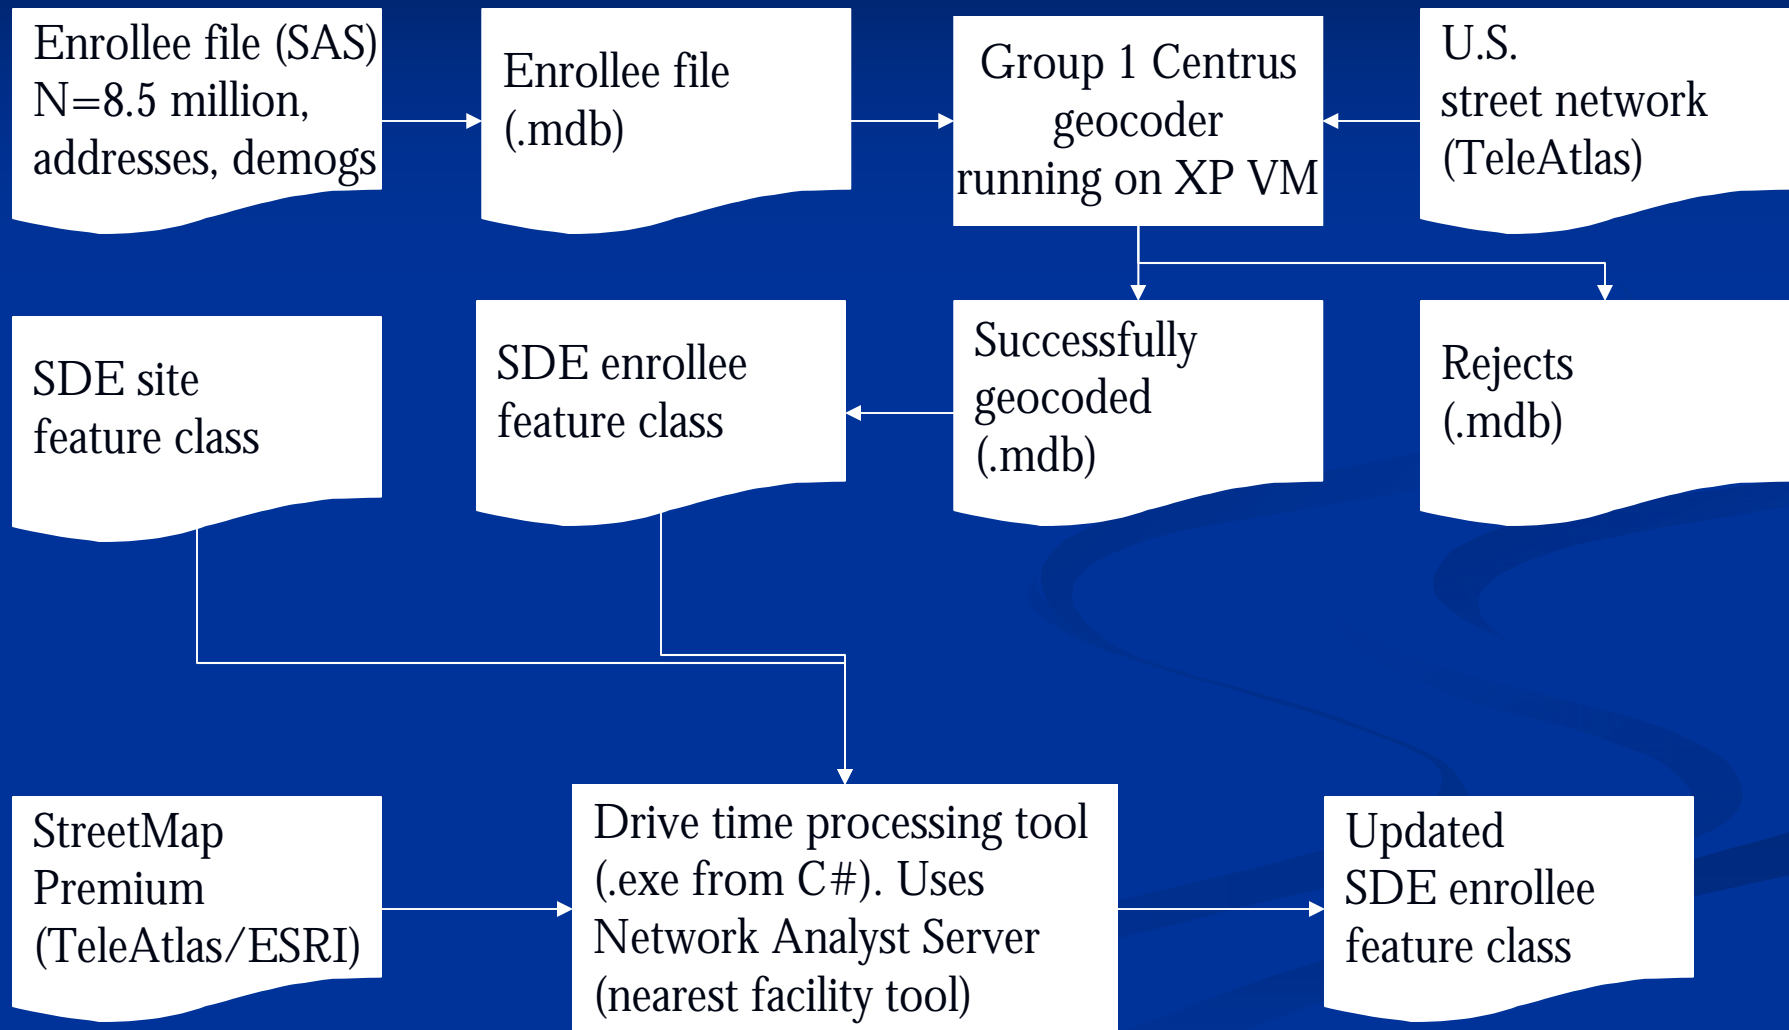 Enrollee file (SAS)
N=8.5 million,
addresses, demogs
Enrollee file
(.mdb)
Group 1 Centrus
geocoder
running on XP VM
U.S.
street network
(TeleAtlas)
SDE site
feature class
SDE enrollee
feature class
Successfully
geocoded
(.mdb)
Rejects
(.mdb)
StreetMap
Premium
(TeleAtlas/ESRI)
Drive time processing tool
(.exe from C#). Uses
Network Analyst Server
(nearest facility tool)
Updated
SDE enrollee
feature class